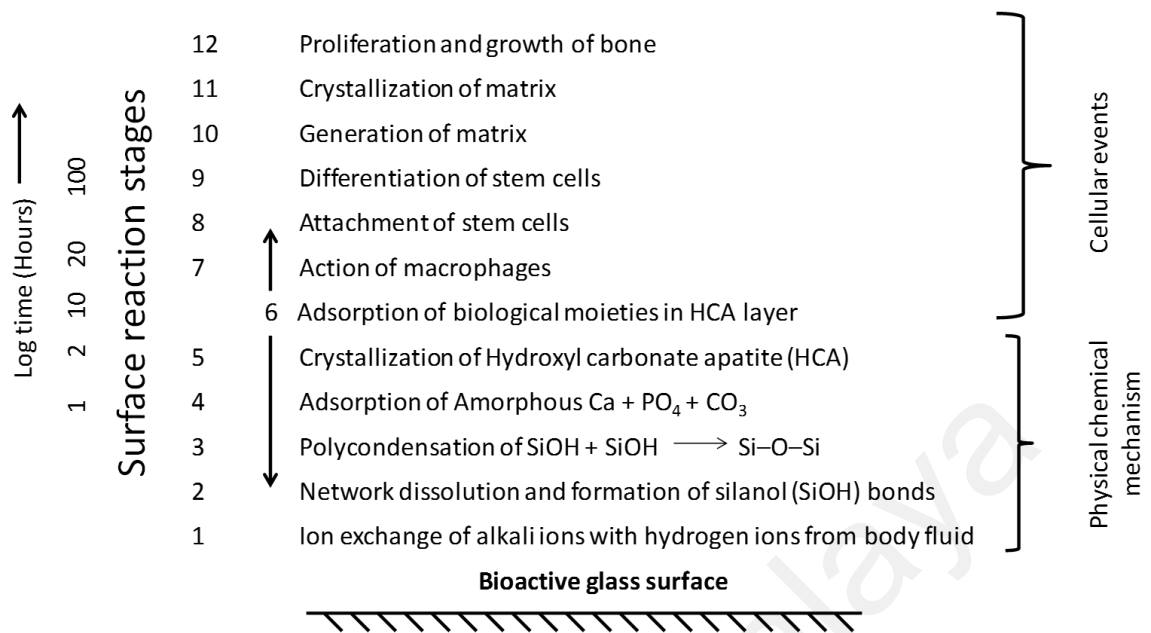 12 Proliferation and growth of bone
11 Crystallization of matrix
10 Generation of matrix
9 Differentiation of stem cells
8 Attachment of stem cells
7 Action of macrophages
6 Adsorption of biological moieties in HCA layer
5 Crystallization of Hydroxyl carbonate apatite (HCA)
4 Adsorption of Amorphous Ca + PO₄ + CO₃
3 Polycondensation of SiOH + SiOH ⟶ Si–O–Si
2 Network dissolution and formation of silanol (SiOH) bonds
1 Ion exchange of alkali ions with hydrogen ions from body fluid
Bioactive glass surface
Log time (Hours)
1 2 10 20 100
Surface reaction stages
Cellular events
Physical chemical
mechanism
laya